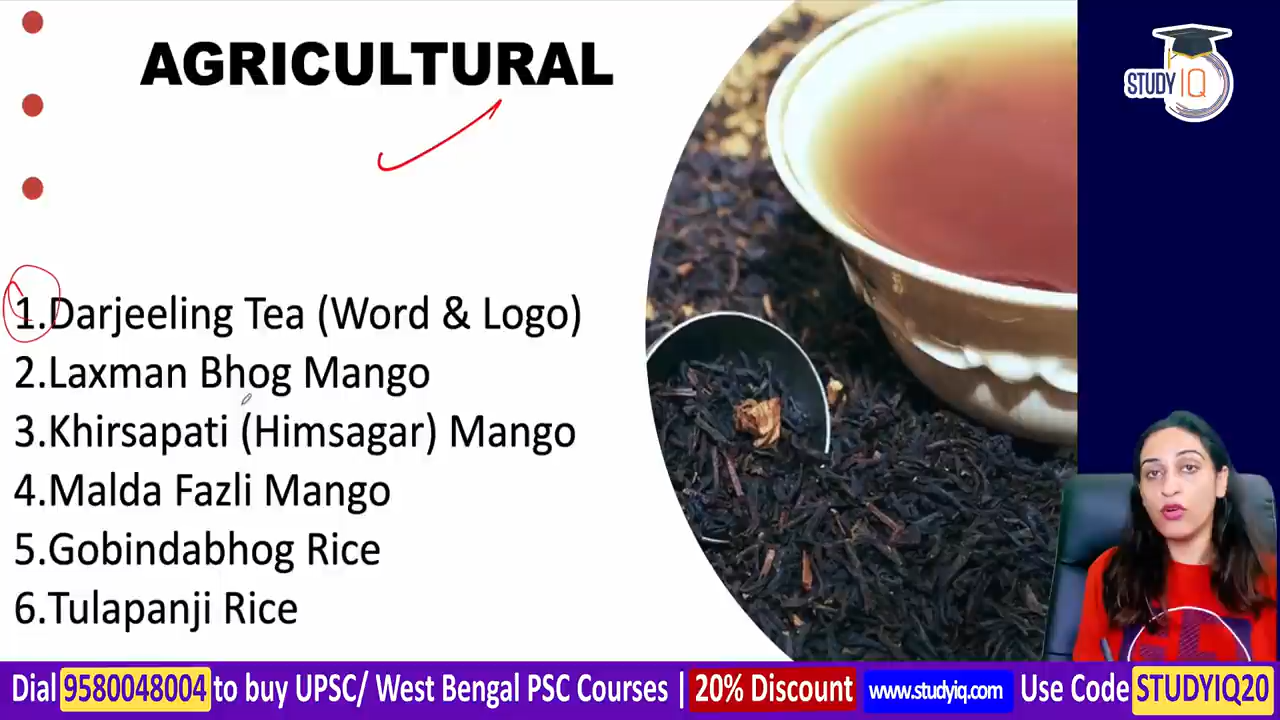 AGRICULTURAL
STUDY IQ
1.Darjeeling Tea (Word & Logo)
2.Laxman Bhog Mango
3.Khirsapati (Himsagar) Mango
4.Malda Fazli Mango
5.Gobindabhog Rice
6.Tulapanji Rice
Dial 9580048004 to buy UPSC/ West Bengal PSC Courses | 20% Discount www.studyiq.com Use Code STUDYIQ20